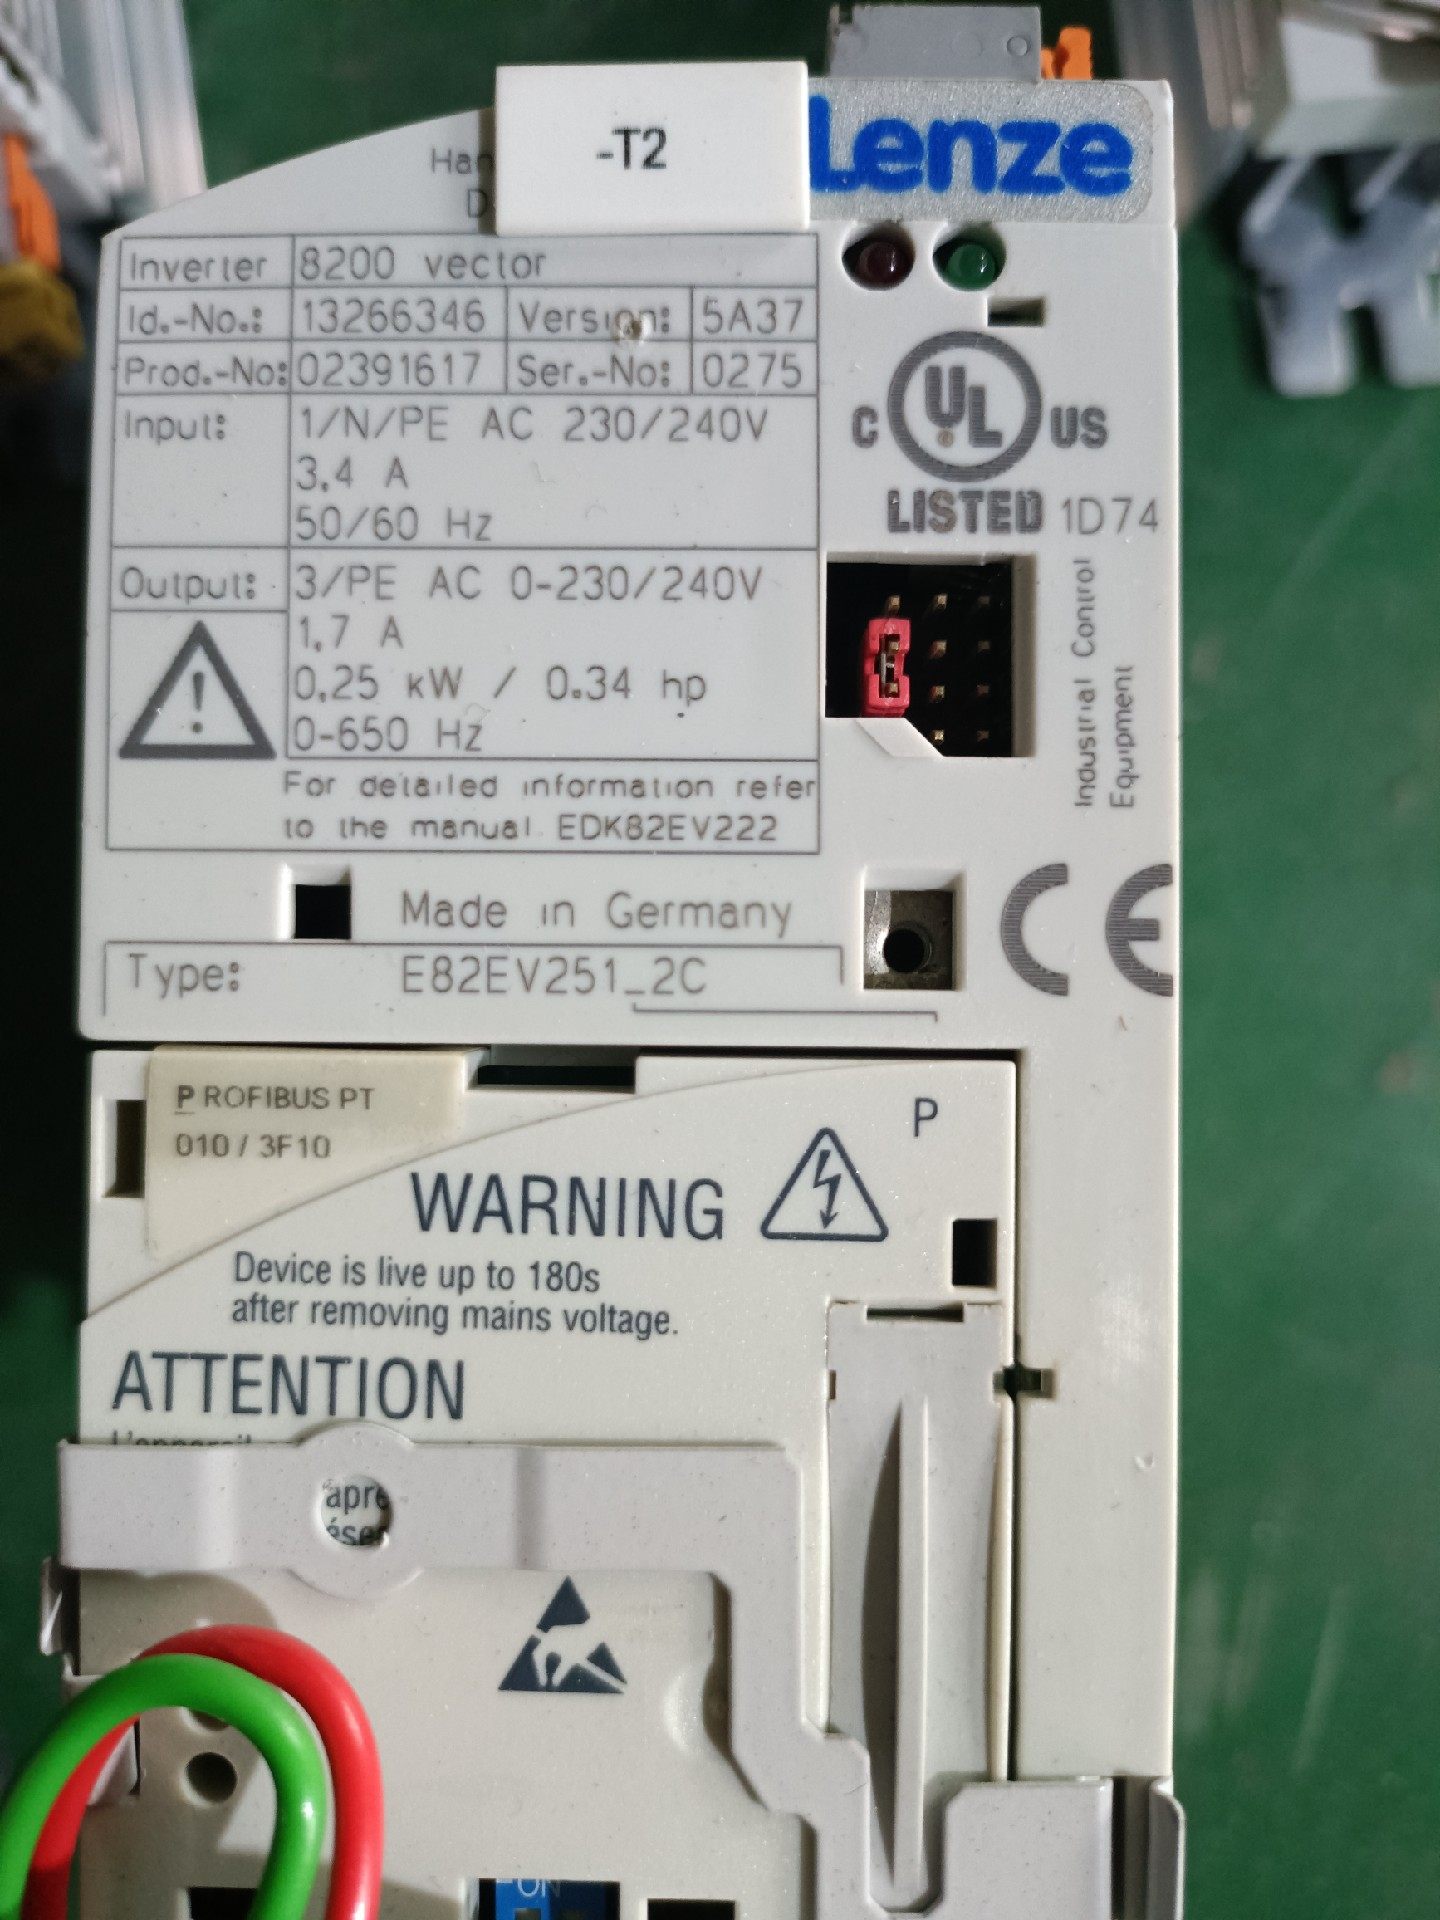 -T2
Lenze
Inverter 8200 vector
Id.-No.: 13266346 Version: 5A37
Prod.-No: 02391617 Ser.-No: 0275
Input: 1/N/PE AC 230/240V
3.4 A
50/60 Hz
Output: 3/PE AC 0-230/240V
1.7 A
0.25 kW / 0.34 hp
0-650 Hz
For detailed information refer
to the manual EDK82EV222
C UL US
LISTED 1D74
Industrial Control
Equipment
Made in Germany
CE
Type: E82EV251_2C
PROFIBUS PT
010 / 3F10
P
WARNING
Device is live up to 180s
after removing mains voltage.
ATTENTION
L'appareil
ON